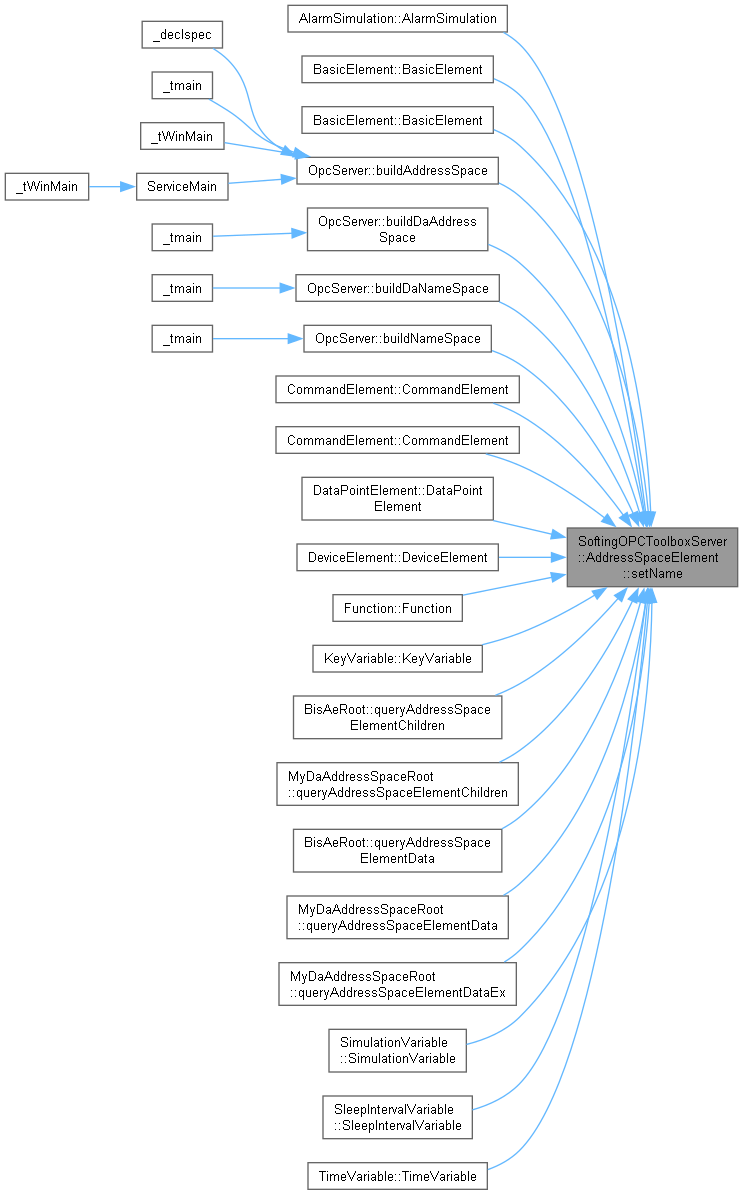 AlarmSimulation::AlarmSimulation
_declspec
BasicElement::BasicElement
_tmain
BasicElement::BasicElement
_tWinMain
OpcServer::buildAddressSpace
_tWinMain
ServiceMain
OpcServer::buildDaAddress
Space
_tmain
OpcServer::buildDaNameSpace
_tmain
OpcServer::buildNameSpace
_tmain
CommandElement::CommandElement
CommandElement::CommandElement
DataPointElement::DataPoint
Element
SoftingOPCToolboxServer
::AddressSpaceElement
::setName
DeviceElement::DeviceElement
Function::Function
KeyVariable::KeyVariable
BisAeRoot::queryAddressSpace
ElementChildren
MyDaAddressSpaceRoot
::queryAddressSpaceElementChildren
BisAeRoot::queryAddressSpace
ElementData
MyDaAddressSpaceRoot
::queryAddressSpaceElementData
MyDaAddressSpaceRoot
::queryAddressSpaceElementDataEx
SimulationVariable
::SimulationVariable
SleepIntervalVariable
::SleepIntervalVariable
TimeVariable::TimeVariable